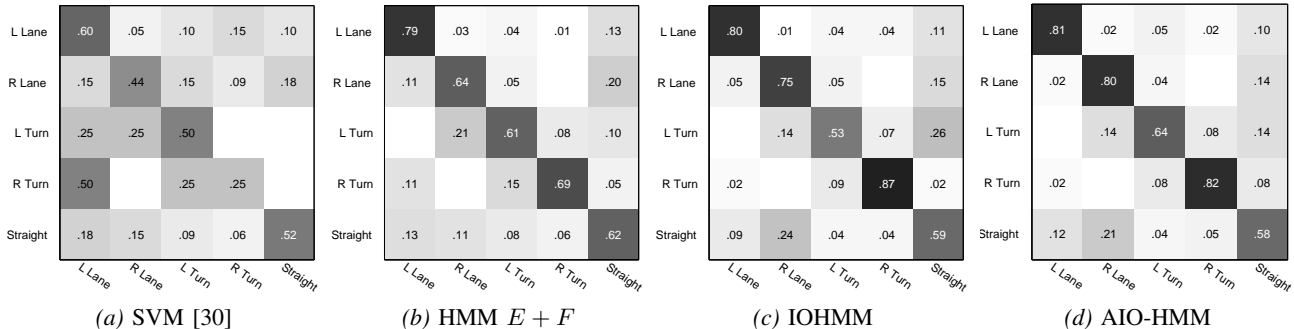 L Lane .60 .05 .10 .15 .10
R Lane .15 .44 .15 .09 .18
L Turn .25 .25 .50
R Turn .50 .25 .25
Straight .18 .15 .09 .06 .52
L Lane R Lane L Turn R Turn Straight
(a) SVM [30]
L Lane .79 .03 .04 .01 .13
R Lane .11 .64 .05 .20
L Turn .21 .61 .08 .10
R Turn .11 .15 .69 .05
Straight .13 .11 .08 .06 .62
L Lane R Lane L Turn R Turn Straight
(b) HMM E + F
L Lane .80 .01 .04 .04 .11
R Lane .05 .75 .05 .15
L Turn .14 .53 .07 .26
R Turn .02 .09 .87 .02
Straight .09 .24 .04 .04 .59
L Lane R Lane L Turn R Turn Straight
(c) IOHMM
L Lane .81 .02 .05 .02 .10
R Lane .02 .80 .04 .14
L Turn .14 .64 .08 .14
R Turn .02 .08 .82 .08
Straight .12 .21 .04 .05 .58
L Lane R Lane L Turn R Turn Straight
(d) AIO-HMM